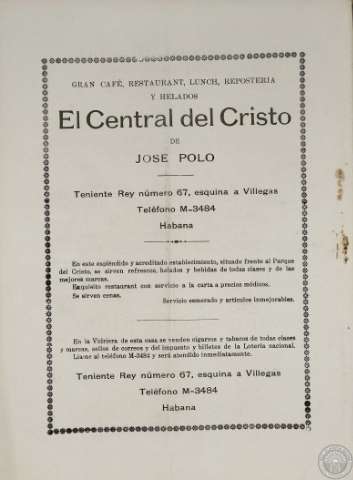 GRAN CAFÉ, RESTAURANT, LUNCH, REPOSTERIA
Y HELADOS
El Central del Cristo
DE
JOSE POLO
Teniente Rey número 67, esquina a Villegas
Teléfono M-3484
Habana
En este espléndido y acreditado establecimiento, situado frente al Parque
del Cristo, se sirven refrescos, helados y bebidas de todas clases y de las
mejores marcas.
Exquisito restaurant con servicio a la carta a precios módicos.
Se sirven cenas.
Servicio esmerado y artículos inmejorables.
En la Vidriera de esta casa se venden cigarros y tabacos de todas clases
y marcas, sellos de correos y del impuesto y billetes de la Lotería nacional.
Llame al teléfono M-3484 y será atendido inmediatamente.
Teniente Rey número 67, esquina a Villegas
Teléfono M-3484
Habana